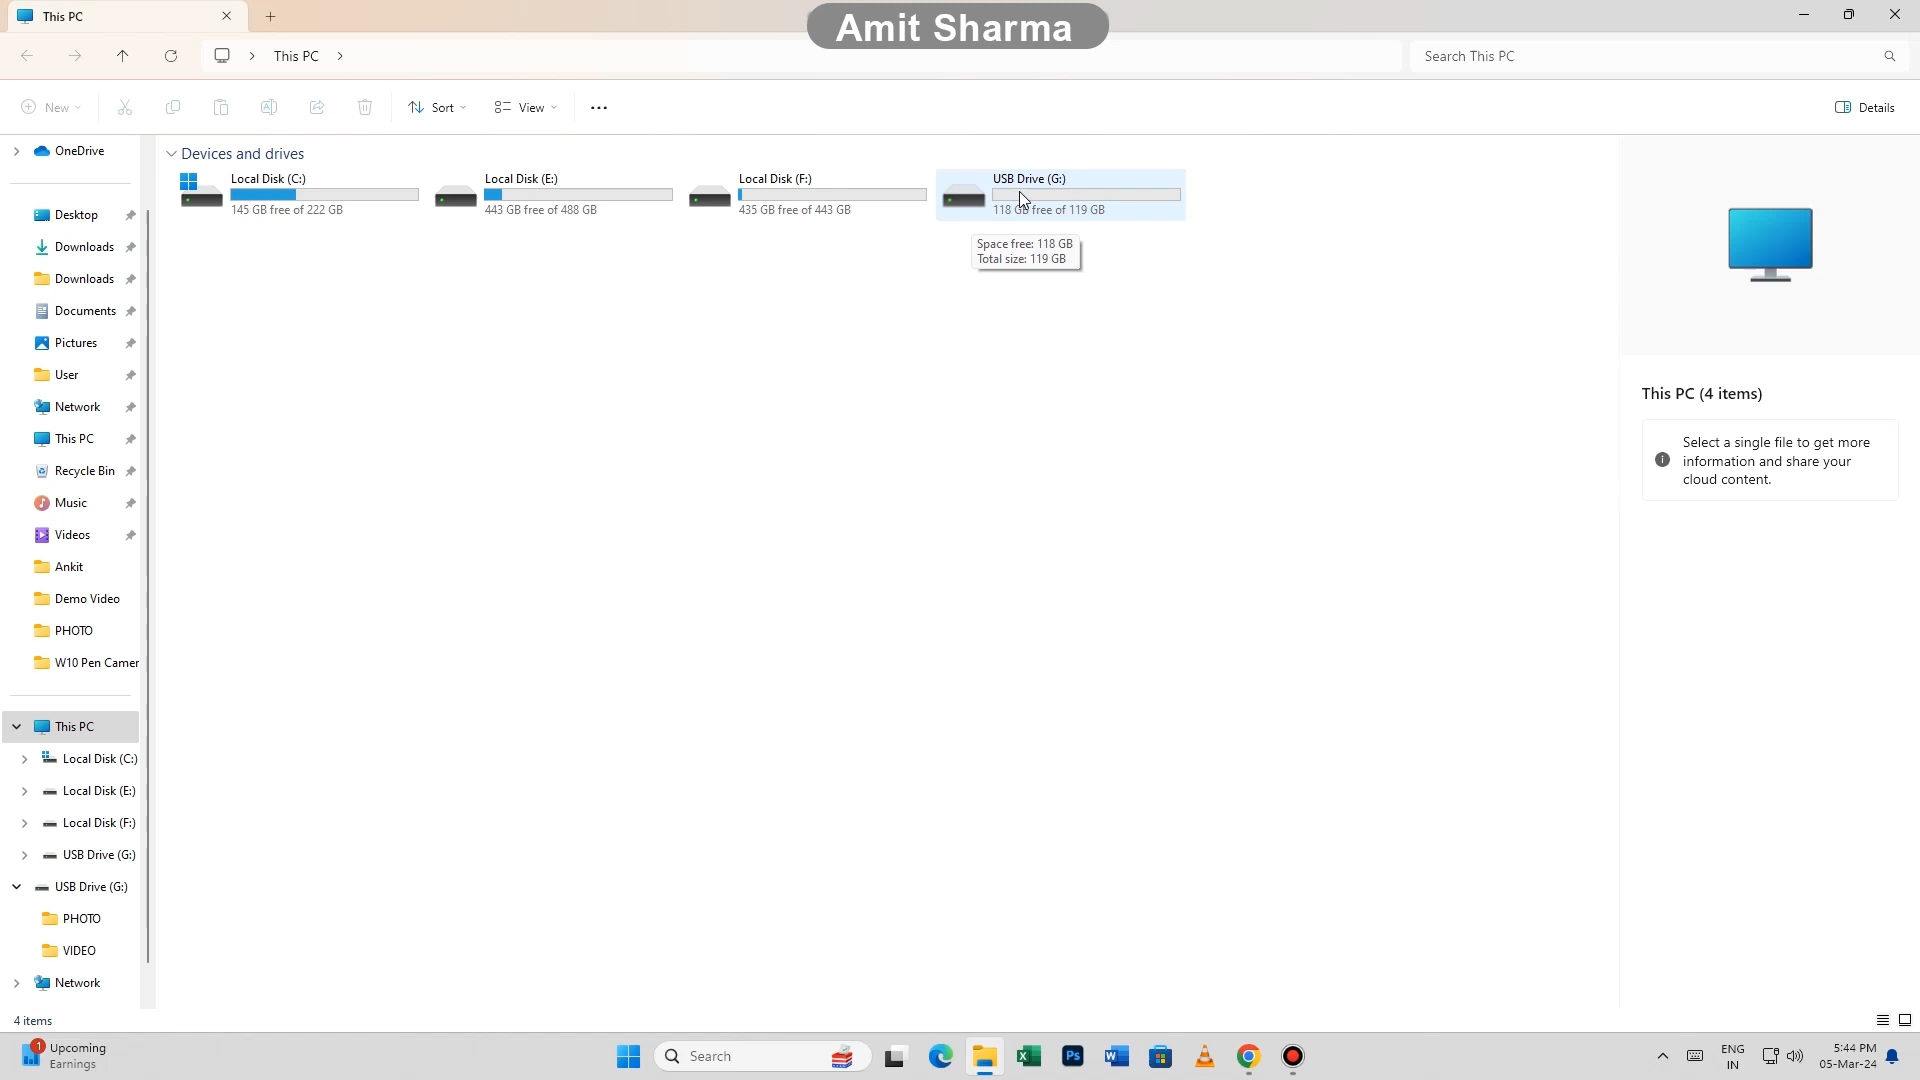 This PC
Amit Sharma
This PC
Search This PC
New
Sort
View
Details
OneDrive
Desktop
Downloads
Downloads
Documents
Pictures
User
Network
This PC
Recycle Bin
Music
Videos
Ankit
Demo Video
PHOTO
W10 Pen Camer
This PC
Local Disk (C:)
Local Disk (E:)
Local Disk (F:)
USB Drive (G:)
USB Drive (G:)
PHOTO
VIDEO
Network
Devices and drives
Local Disk (C:)
145 GB free of 222 GB
Local Disk (E:)
443 GB free of 488 GB
Local Disk (F:)
435 GB free of 443 GB
USB Drive (G:)
118 GB free of 119 GB
Space free: 118 GB
Total size: 119 GB
This PC (4 items)
Select a single file to get more
information and share your
cloud content.
4 items
1
Upcoming
Earnings
Search
Ps
ENG
IN
5:44 PM
05-Mar-24